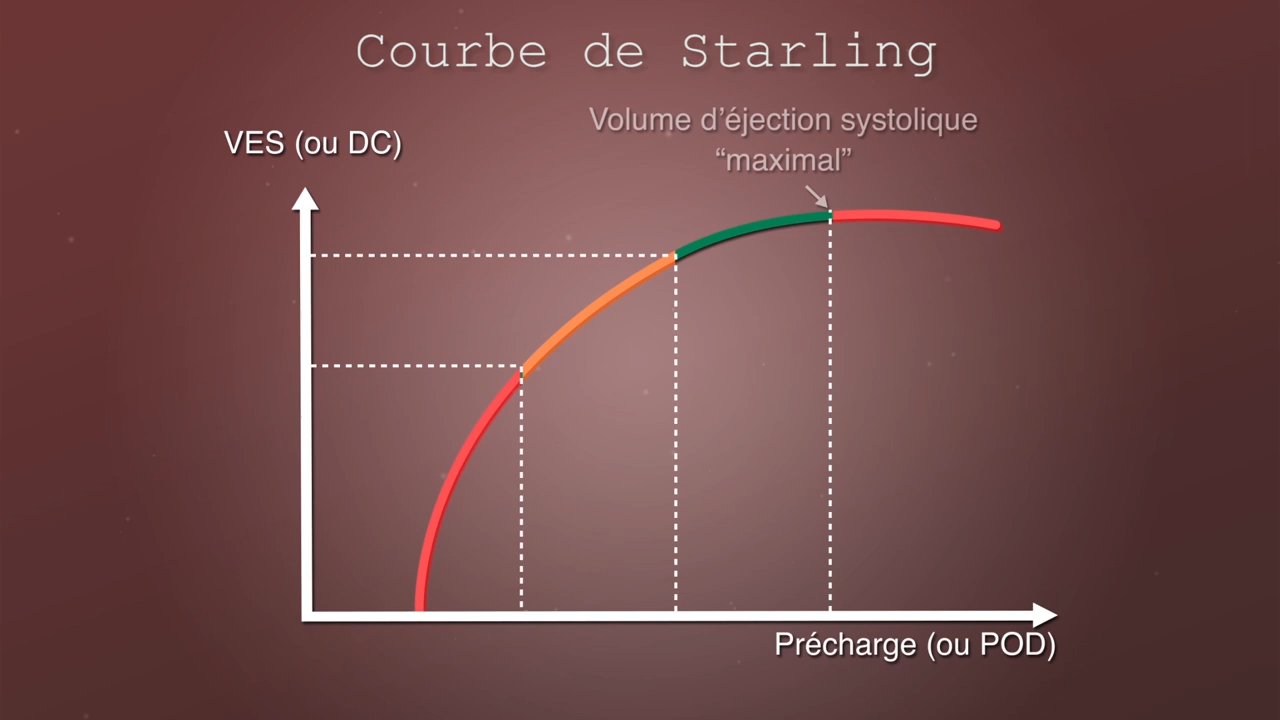 Courbe de Starling
Volume d’éjection systolique
“maximal”
VES (ou DC)
Précharge (ou POD)